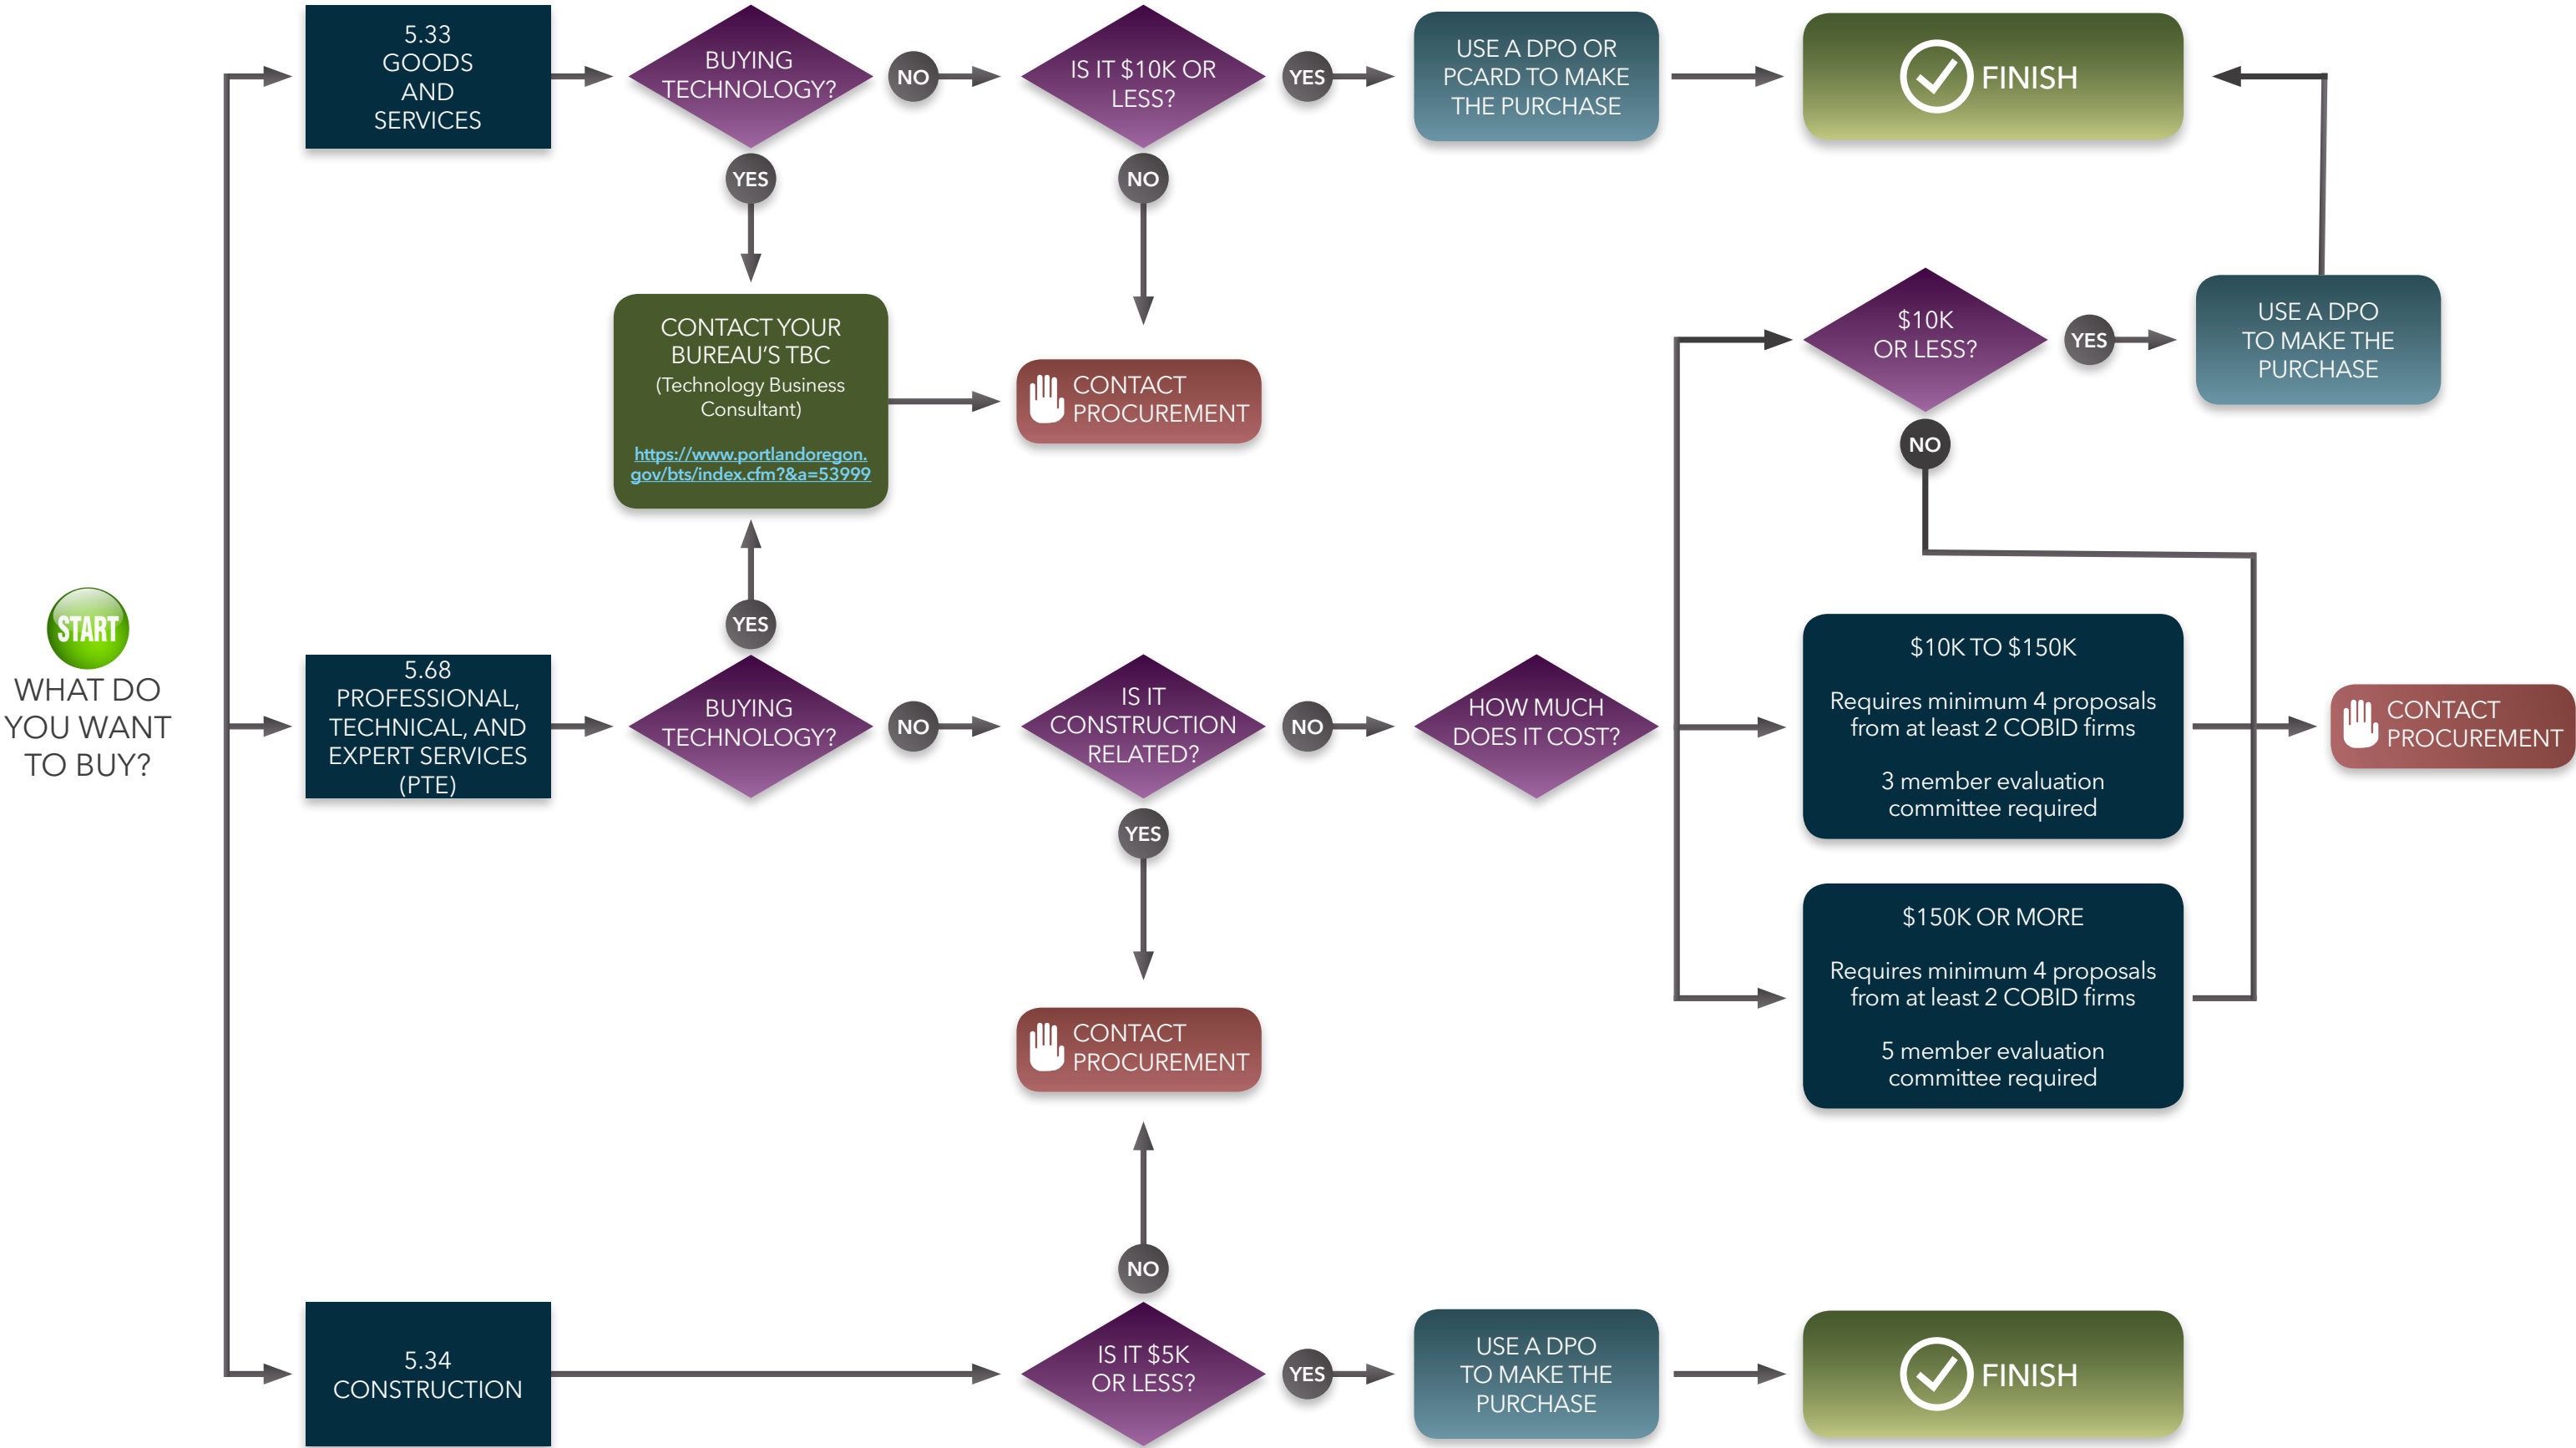 5.33
GOODS
AND
SERVICES
BUYING
TECHNOLOGY?
NO
IS IT $10K OR
LESS?
YES
USE A DPO OR
PCARD TO MAKE
THE PURCHASE
FINISH
YES
NO
CONTACT YOUR
BUREAU'S TBC
(Technology Business
Consultant)
https://www.portlandoregon.
gov/bts/index.cfm?&a=53999
CONTACT
PROCUREMENT
$10K
OR LESS?
YES
USE A DPO
TO MAKE THE
PURCHASE
NO
START
WHAT DO
YOU WANT
TO BUY?
YES
5.68
PROFESSIONAL,
TECHNICAL, AND
EXPERT SERVICES
(PTE)
BUYING
TECHNOLOGY?
NO
IS IT
CONSTRUCTION
RELATED?
NO
HOW MUCH
DOES IT COST?
$10K TO $150K
Requires minimum 4 proposals
from at least 2 COBID firms
3 member evaluation
committee required
CONTACT
PROCUREMENT
YES
$150K OR MORE
Requires minimum 4 proposals
from at least 2 COBID firms
5 member evaluation
committee required
CONTACT
PROCUREMENT
NO
5.34
CONSTRUCTION
IS IT $5K
OR LESS?
YES
USE A DPO
TO MAKE THE
PURCHASE
FINISH